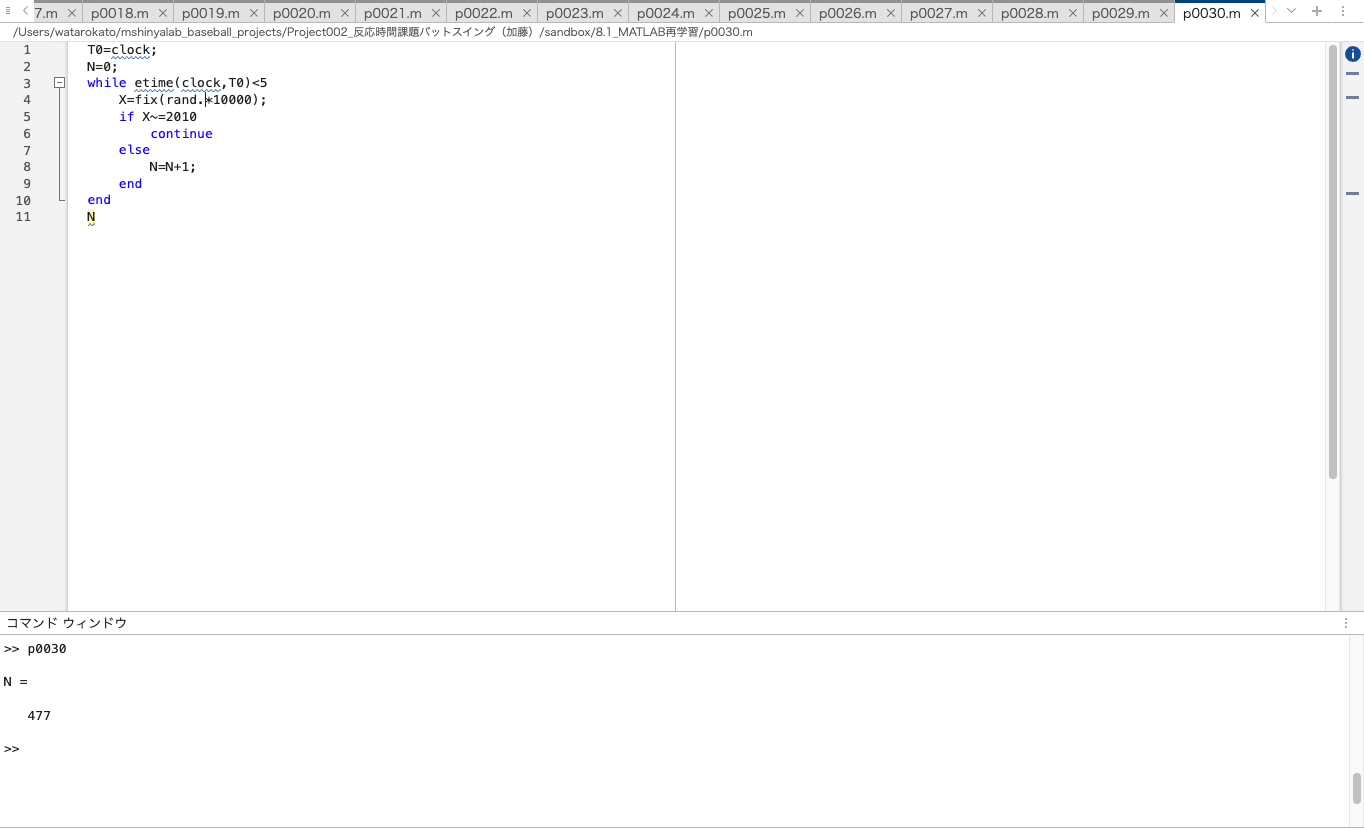 7.m p0018.m p0019.m p0020.m p0021.m p0022.m p0023.m p0024.m p0025.m p0026.m p0027.m p0028.m p0029.m p0030.m
/Users/watarokato/mshinyalab_baseball_projects/Project002_反応時間課題バットスイング（加藤）/sandbox/8.1_MATLAB再学習/p0030.m
1 T0=clock;
2 N=0;
3 while etime(clock,T0)<5
4 X=fix(rand.*10000);
5 if X~=2010
6 continue
7 else
8 N=N+1;
9 end
10 end
11 N
コマンド ウィンドウ
>> p0030
N =
477
>>